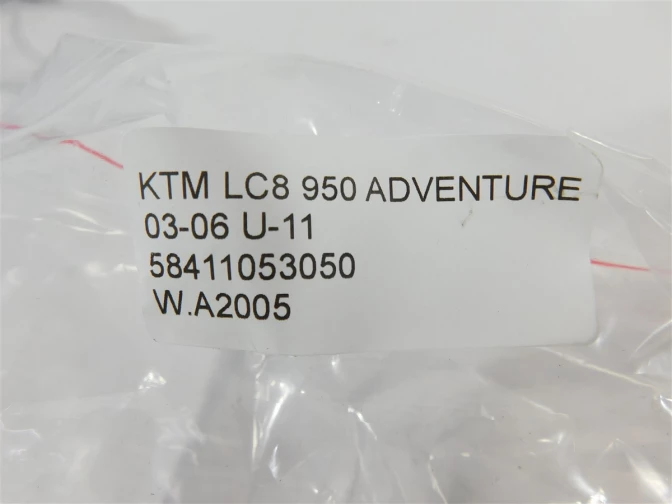 KTM LC8 950 ADVENTURE
03-06 U-11
58411053050
W.A2005